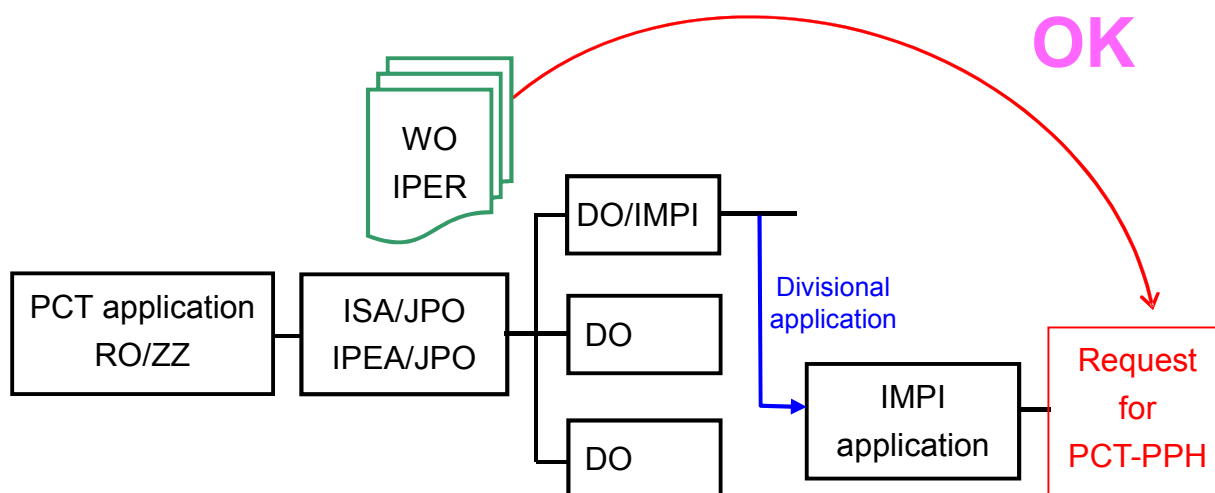 OK
WO
IPER
DO/IMPI
PCT application
RO/ZZ
ISA/JPO
IPEA/JPO
DO
DO
Divisional
application
IMPI
application
Request
for
PCT-PPH